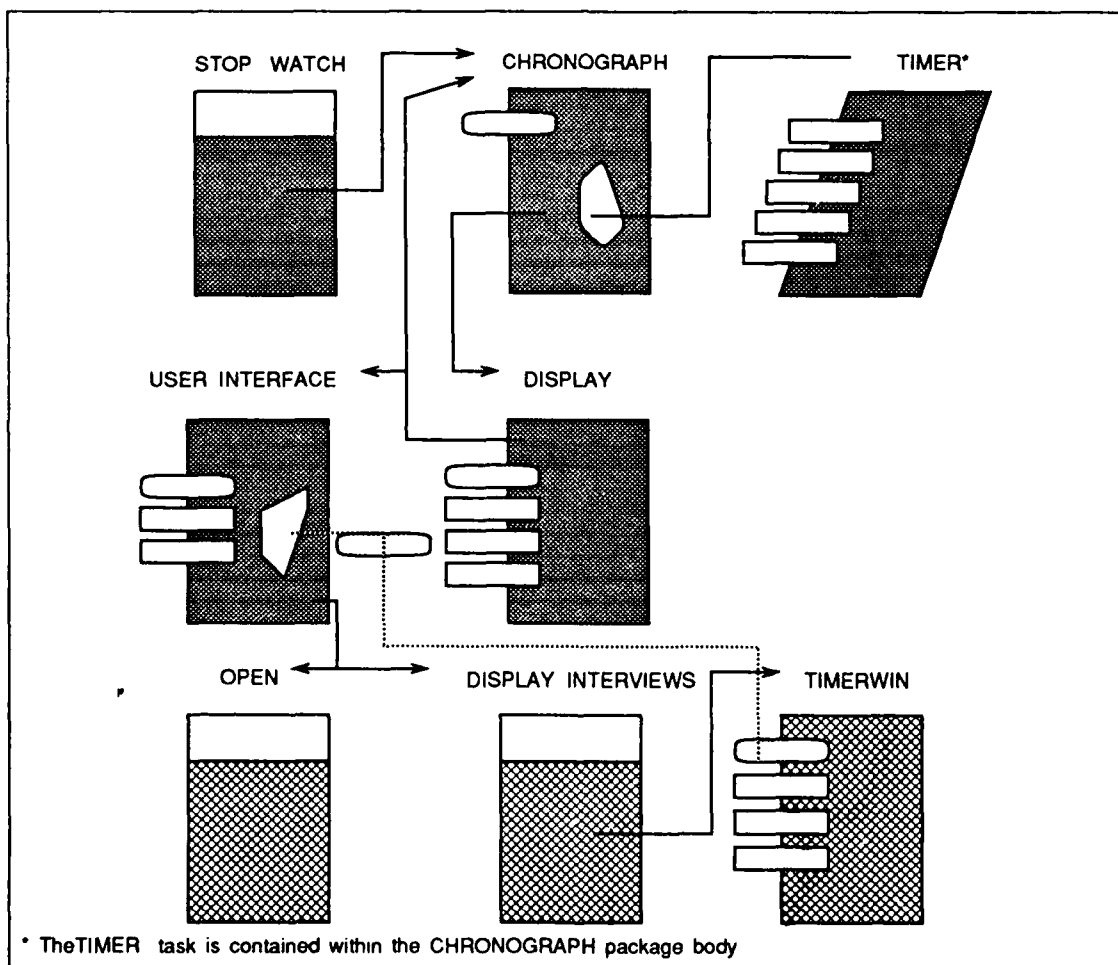 STOP WATCH
CHRONOGRAPH
TIMER*
USER INTERFACE
DISPLAY
OPEN
DISPLAY INTERVIEWS
TIMERWIN
* TheTIMER task is contained within the CHRONOGRAPH package body